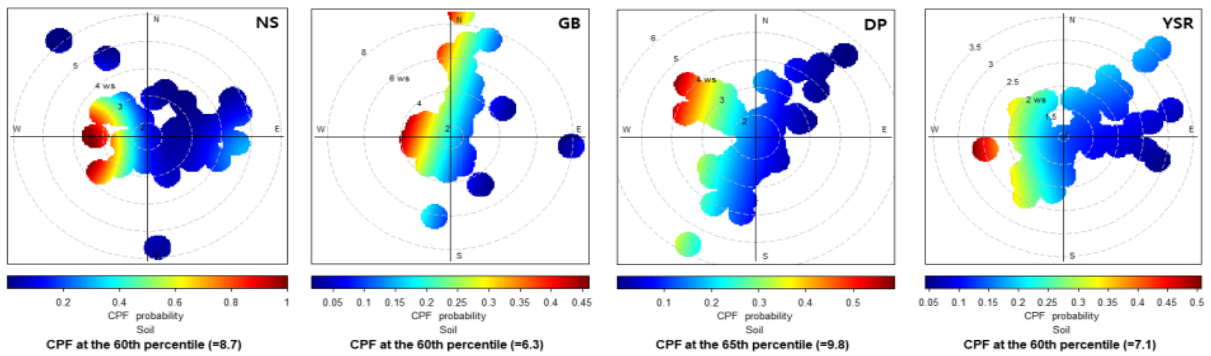 NS
N
5
4 ws
3
2
W
E
0.2
0.4
0.6
0.8
1
CPF probability
Soil
CPF at the 60th percentile (=8.7)
GB
N
8
6 ws
4
2
W
E
S
0.05
0.1
0.15
0.2
0.25
0.3
0.35
0.4
0.45
CPF probability
Soil
CPF at the 60th percentile (=6.3)
DP
N
6
5
4 ws
3
2
W
E
S
0.1
0.2
0.3
0.4
0.5
CPF probability
Soil
CPF at the 65th percentile (=9.8)
YSR
N
3.5
3
2.5
2 ws
1.5
W
E
S
0.05
0.1
0.15
0.2
0.25
0.3
0.35
0.4
0.45
0.5
CPF probability
Soil
CPF at the 60th percentile (=7.1)